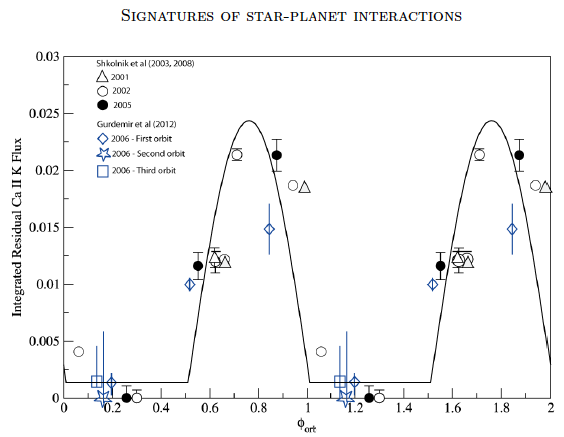 SIGNATURES OF STAR-PLANET INTERACTIONS
0.03
Shkolnik et al (2003, 2008)
2001
2002
2005
Gurdemir et al (2012)
2006 - First orbit
2006 - Second orbit
2006 - Third orbit
0.025
0.02
0.015
0.01
0.005
0
Integrated Residual Ca II K Flux
0 0.2 0.4 0.6 0.8 1 1.2 1.4 1.6 1.8 2
ϕort